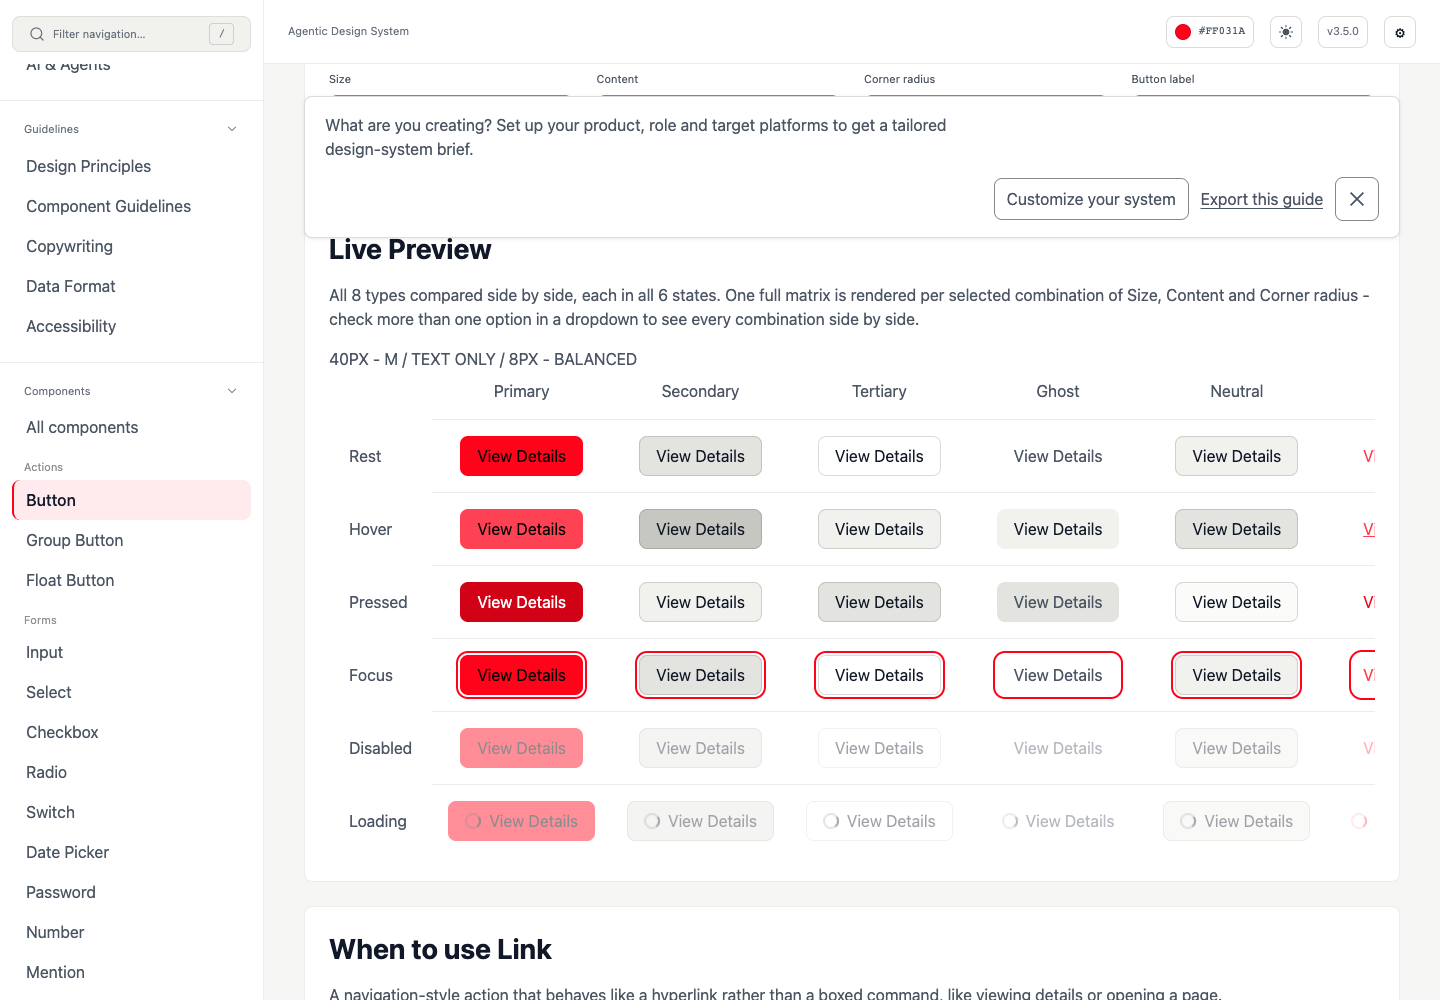 Filter navigation...
/
AI & Agents
Guidelines
Design Principles
Component Guidelines
Copywriting
Data Format
Accessibility
Components
All components
Actions
Button
Group Button
Float Button
Forms
Input
Select
Checkbox
Radio
Switch
Date Picker
Password
Number
Mention
Agentic Design System
#FF031A
v3.5.0
Size
Content
Corner radius
Button label
What are you creating? Set up your product, role and target platforms to get a tailored
design-system brief.
Customize your system
Export this guide
Live Preview
All 8 types compared side by side, each in all 6 states. One full matrix is rendered per selected combination of Size, Content and Corner radius -
check more than one option in a dropdown to see every combination side by side.
40PX - M / TEXT ONLY / 8PX - BALANCED
Primary Secondary Tertiary Ghost Neutral
Rest View Details View Details View Details View Details View Details Vi
Hover View Details View Details View Details View Details View Details Vi
Pressed View Details View Details View Details View Details View Details Vi
Focus View Details View Details View Details View Details View Details Vi
Disabled View Details View Details View Details View Details View Details Vi
Loading View Details View Details View Details View Details View Details
When to use Link
A navigation-style action that behaves like a hyperlink rather than a boxed command, like viewing details or opening a page.